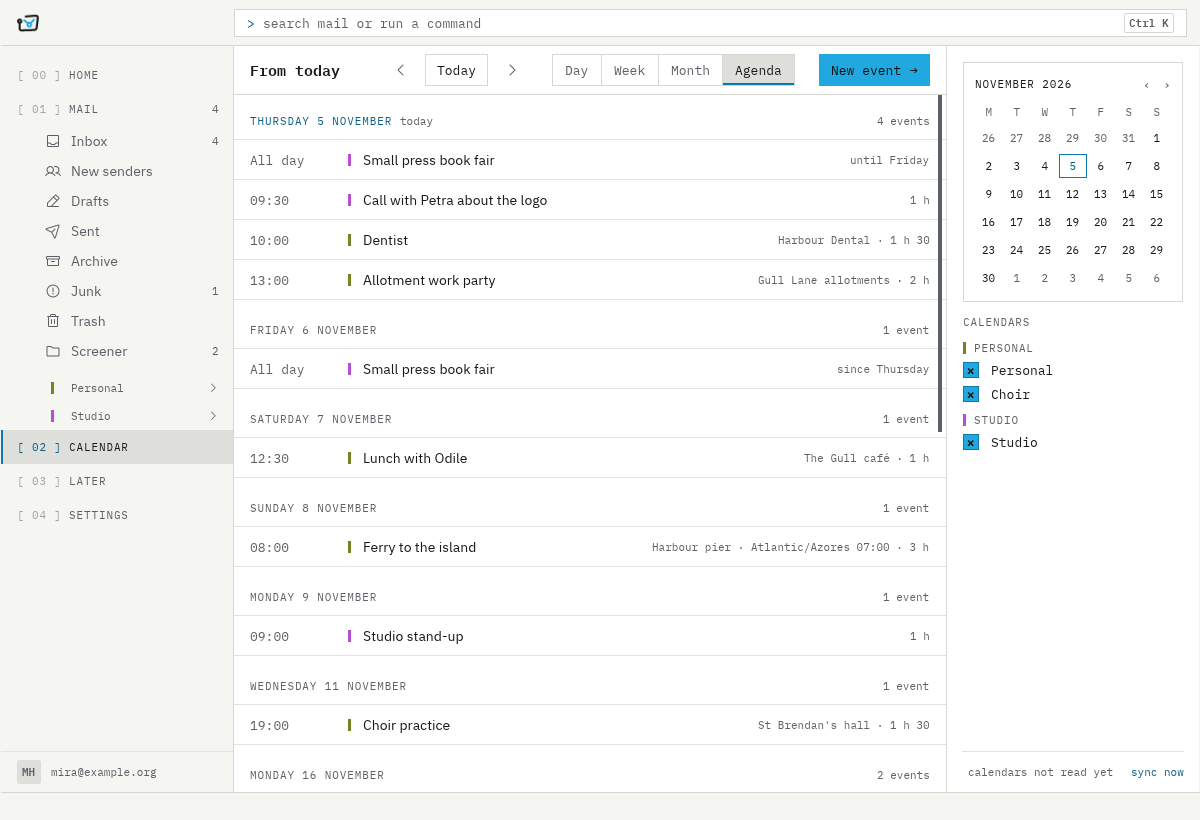 > search mail or run a command Ctrl K
[ 00 ] HOME
[ 01 ] MAIL 4
Inbox 4
New senders
Drafts
Sent
Archive
Junk 1
Trash
Screener 2
Personal
Studio
[ 02 ] CALENDAR
[ 03 ] LATER
[ 04 ] SETTINGS
MH mira@example.org
From today Today Day Week Month Agenda New event →
THURSDAY 5 NOVEMBER today 4 events
All day Small press book fair until Friday
09:30 Call with Petra about the logo 1 h
10:00 Dentist Harbour Dental · 1 h 30
13:00 Allotment work party Gull Lane allotments · 2 h
FRIDAY 6 NOVEMBER 1 event
All day Small press book fair since Thursday
SATURDAY 7 NOVEMBER 1 event
12:30 Lunch with Odile The Gull café · 1 h
SUNDAY 8 NOVEMBER 1 event
08:00 Ferry to the island Harbour pier · Atlantic/Azores 07:00 · 3 h
MONDAY 9 NOVEMBER 1 event
09:00 Studio stand-up 1 h
WEDNESDAY 11 NOVEMBER 1 event
19:00 Choir practice St Brendan's hall · 1 h 30
MONDAY 16 NOVEMBER 2 events
NOVEMBER 2026 ‹ ›
M T W T F S S
26 27 28 29 30 31 1
2 3 4 5 6 7 8
9 10 11 12 13 14 15
16 17 18 19 20 21 22
23 24 25 26 27 28 29
30 1 2 3 4 5 6
CALENDARS
PERSONAL
Personal
Choir
STUDIO
Studio
calendars not read yet sync now